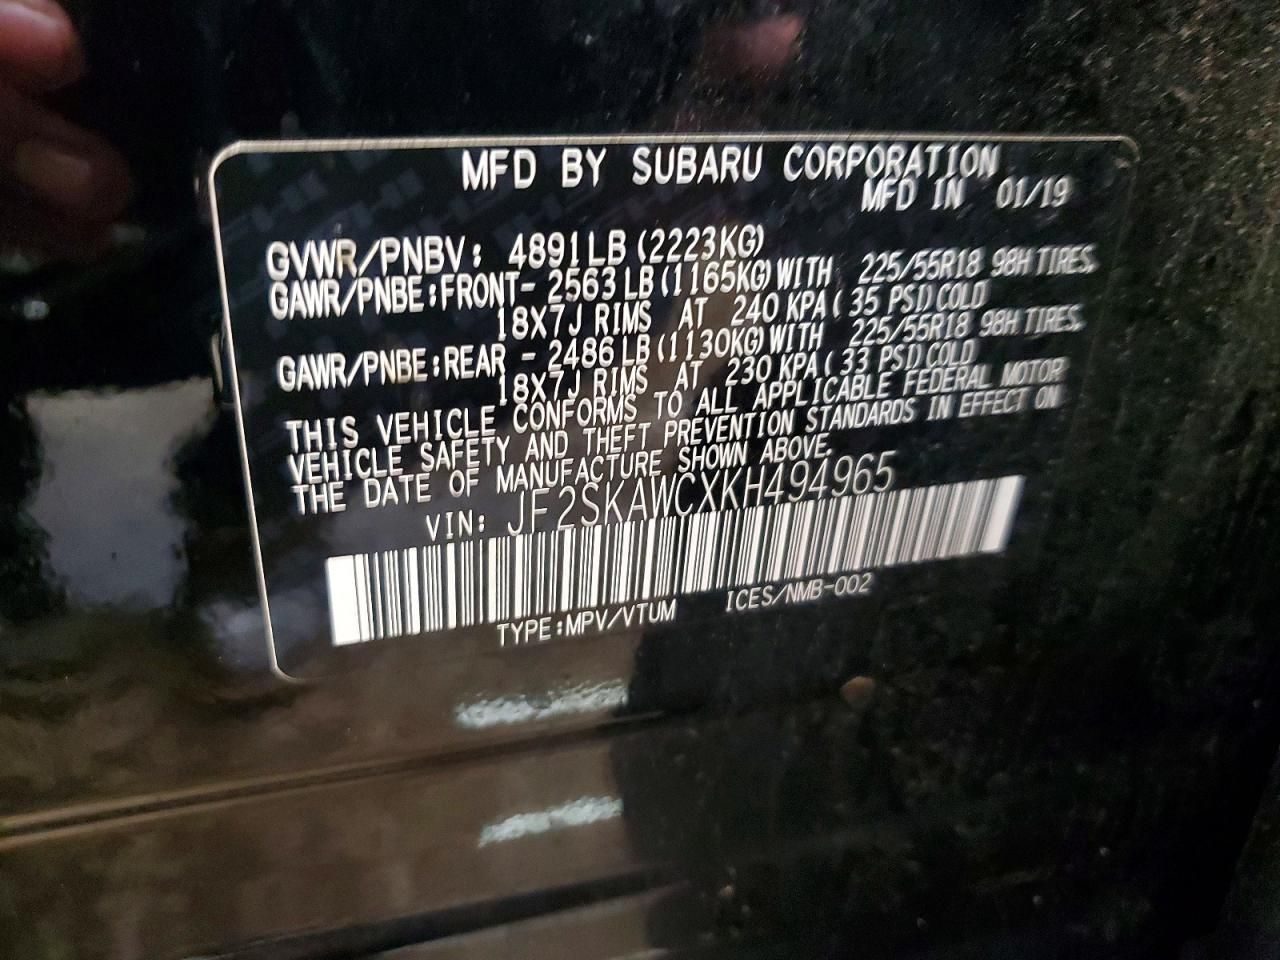 MFD BY SUBARU CORPORATION
MFD IN 01/19
GVWR/PNBV: 4891LB (2223KG)
GAWR/PNBE:FRONT- 2563 LB (1165KG) WITH 225/55R18 98H TIRES,
18X7J RIMS AT 240 KPA ( 35 PSI) COLD
GAWR/PNBE:REAR - 2486 LB (1130KG) WITH 225/55R18 98H TIRES,
18X7J RIMS AT 230 KPA ( 33 PSI) COLD
THIS VEHICLE CONFORMS TO ALL APPLICABLE FEDERAL MOTOR
VEHICLE SAFETY AND THEFT PREVENTION STANDARDS IN EFFECT ON
THE DATE OF MANUFACTURE SHOWN ABOVE.
VIN: JF2SKAWCXKH494965
TYPE:MPV/VTUM ICES/NMB-002